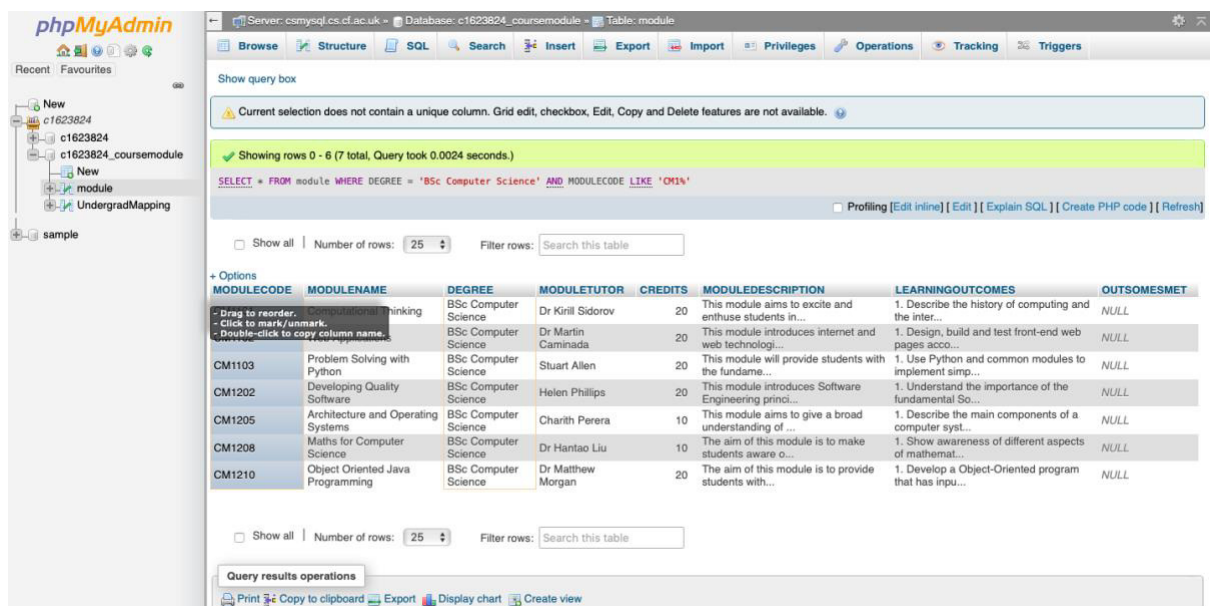 phpMyAdmin
Recent Favourites
New
c1623824
c1623824
c1623824_coursemodule
New
module
UndergradMapping
sample
Server: csmysql.cs.cf.ac.uk » Database: c1623824_coursemodule » Table: module
Browse Structure SQL Search Insert Export Import Privileges Operations Tracking Triggers
Show query box
Current selection does not contain a unique column. Grid edit, checkbox, Edit, Copy and Delete features are not available.
Showing rows 0 - 6 (7 total, Query took 0.0024 seconds.)
SELECT * FROM module WHERE DEGREE = 'BSc Computer Science' AND MODULECODE LIKE 'CM1%'
Profiling [Edit inline] [ Edit ] [ Explain SQL ] [ Create PHP code ] [ Refresh]
Show all Number of rows: 25 Filter rows: Search this table
+ Options
MODULECODE MODULENAME DEGREE MODULETUTOR CREDITS MODULEDESCRIPTION LEARNINGOUTCOMES OUTSOMESMET
- Drag to reorder.
- Click to mark/unmark.
- Double-click to copy column name.
Thinking BSc Computer Science Dr Kirill Sidorov 20 This module aims to excite and enthuse students in... 1. Describe the history of computing and the inter... NULL
BSc Computer Science Dr Martin Caminada 20 This module introduces internet and web technologi... 1. Design, build and test front-end web pages acco... NULL
CM1103 Problem Solving with Python BSc Computer Science Stuart Allen 20 This module will provide students with the fundame... 1. Use Python and common modules to implement simp... NULL
CM1202 Developing Quality Software BSc Computer Science Helen Phillips 20 This module introduces Software Engineering princi... 1. Understand the importance of the fundamental So... NULL
CM1205 Architecture and Operating Systems BSc Computer Science Charith Perera 10 This module aims to give a broad understanding of ... 1. Describe the main components of a computer syst... NULL
CM1208 Maths for Computer Science BSc Computer Science Dr Hantao Liu 10 The aim of this module is to make students aware o... 1. Show awareness of different aspects of mathemat... NULL
CM1210 Object Oriented Java Programming BSc Computer Science Dr Matthew Morgan 20 The aim of this module is to provide students with... 1. Develop a Object-Oriented program that has inpu... NULL
Show all Number of rows: 25 Filter rows: Search this table
Query results operations
Print Copy to clipboard Export Display chart Create view